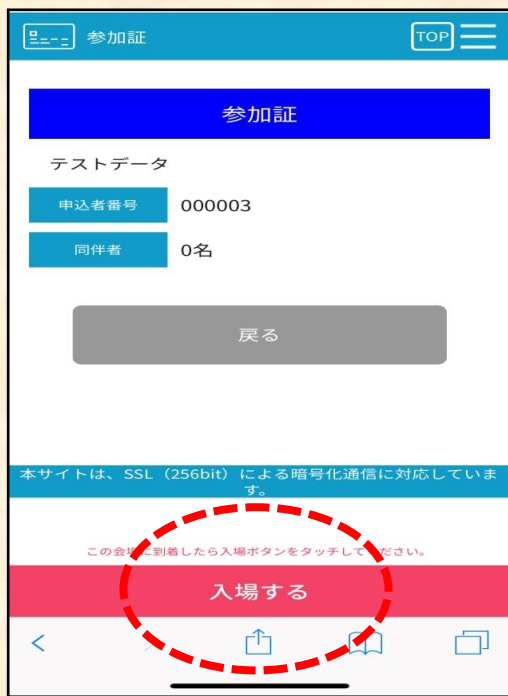 参加証
TOP
参加証
テストデータ
申込者番号 000003
同伴者 0名
戻る
本サイトは、SSL（256bit）による暗号化通信に対応していま
す。
この会場に到着したら入場ボタンをタッチしてください。
入場する